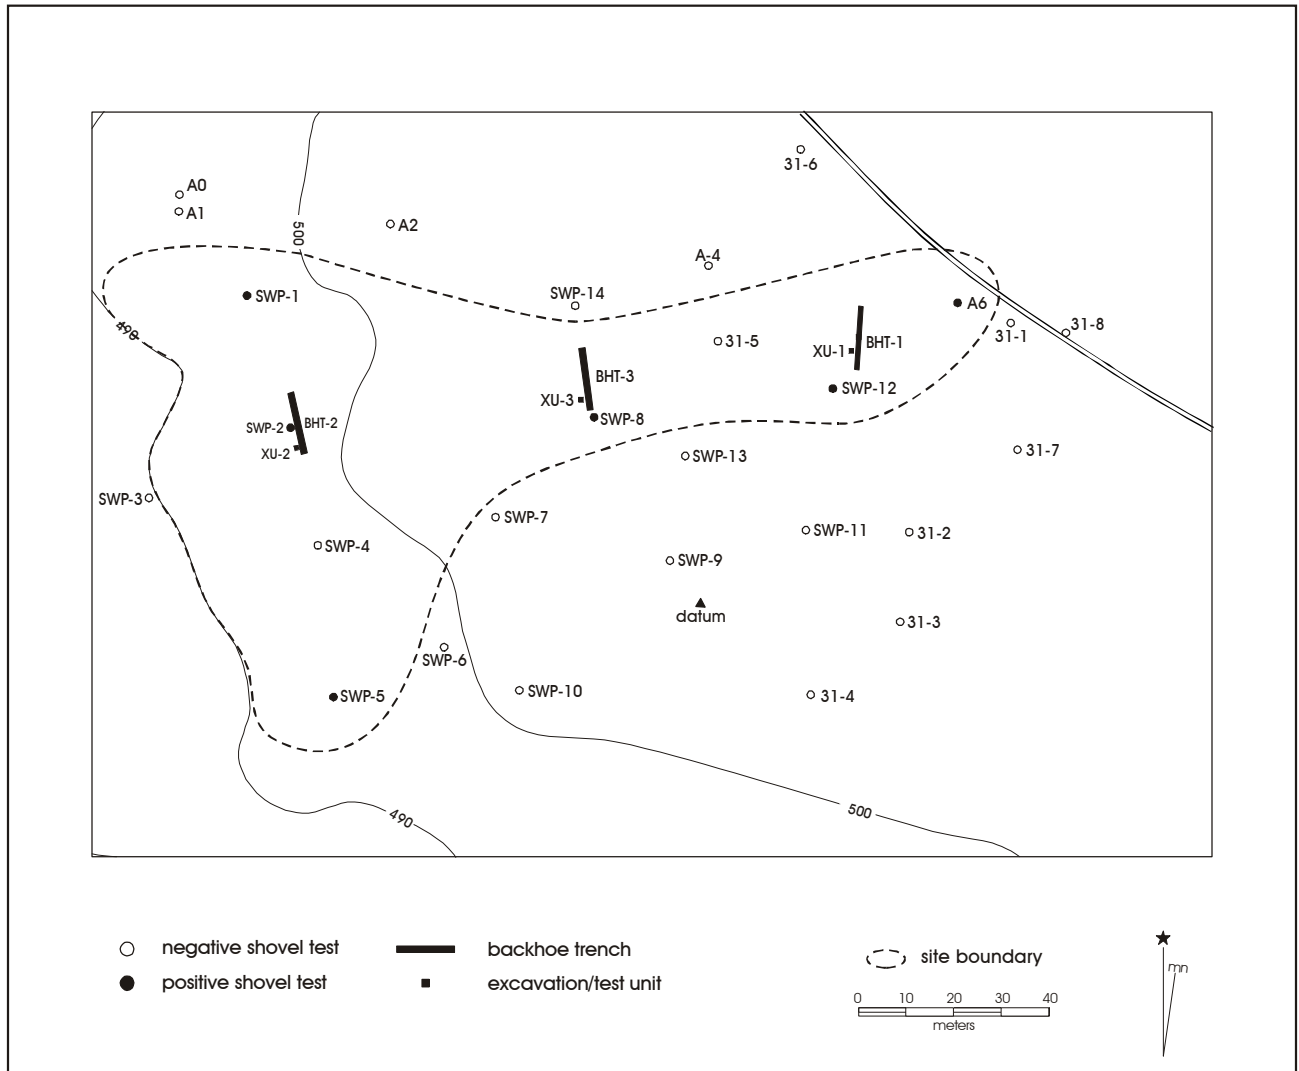 31-6
A0
A1
A2
500
A-4
SWP-14
SWP-1
A6
31-1
31-8
490
31-5
XU-1
BHT-1
BHT-3
XU-3
SWP-12
SWP-8
SWP-2
BHT-2
XU-2
SWP-13
31-7
SWP-3
SWP-7
SWP-11
31-2
SWP-4
SWP-9
datum
31-3
SWP-6
SWP-5
SWP-10
31-4
490
500
negative shovel test
positive shovel test
backhoe trench
excavation/test unit
site boundary
0 10 20 30 40
meters
mn